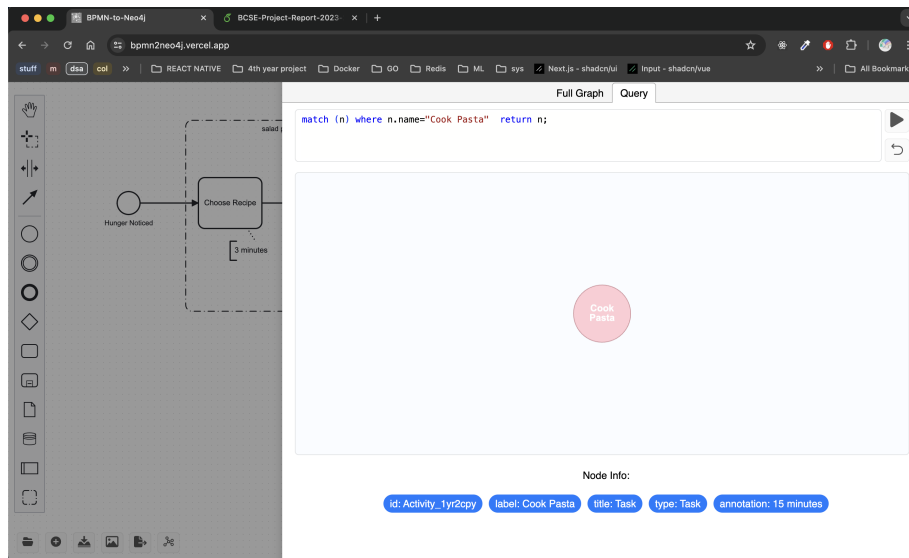 BPMN-to-Neo4j
BCSE-Project-Report-2023-
bpmn2neo4j.vercel.app
stuff m dsa col REACT NATIVE 4th year project Docker GO Redis ML sys Next.js - shadcn/ui Input - shadcn/vue All Bookmark
Full Graph Query
match (n) where n.name="Cook Pasta" return n;
salad p
Choose Recipe
Hunger Noticed
3 minutes
Cook
Pasta
Node Info:
id: Activity_1yr2cpy label: Cook Pasta title: Task type: Task annotation: 15 minutes